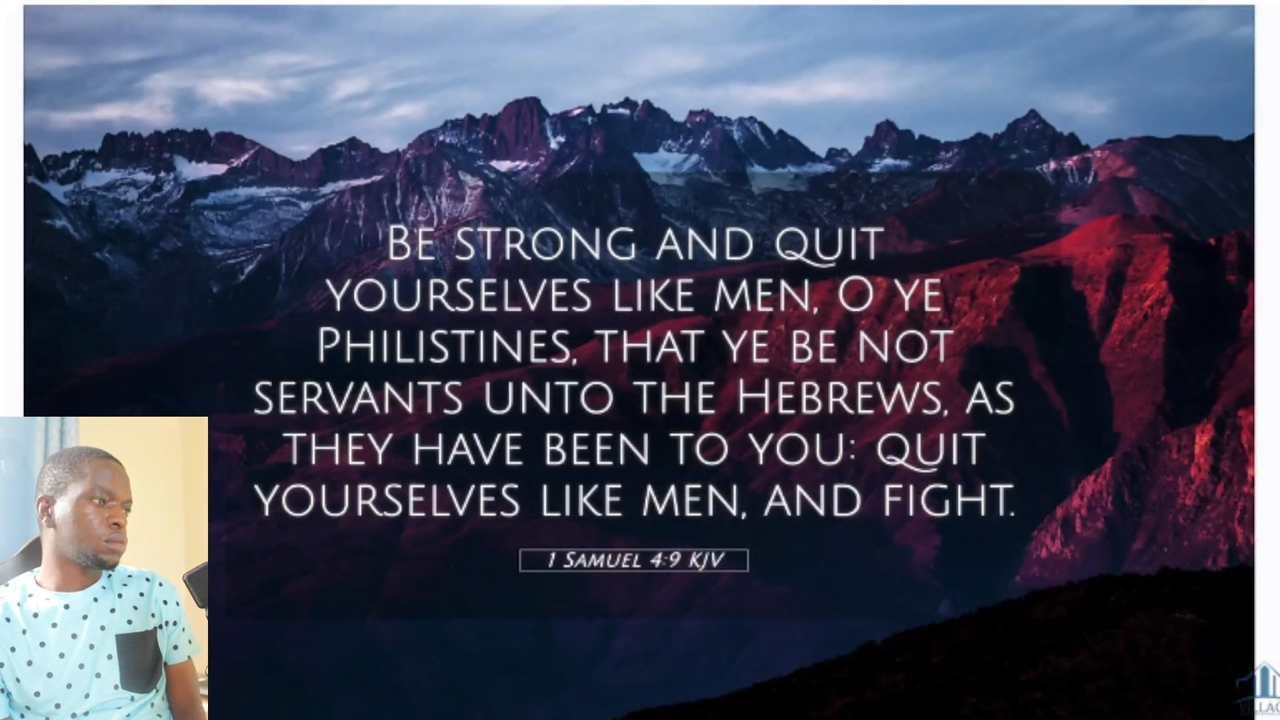 Be strong and quit
yourselves like men, O ye
Philistines, that ye be not
servants unto the Hebrews, as
they have been to you: quit
yourselves like men, and fight.
1 Samuel 4:9 KJV